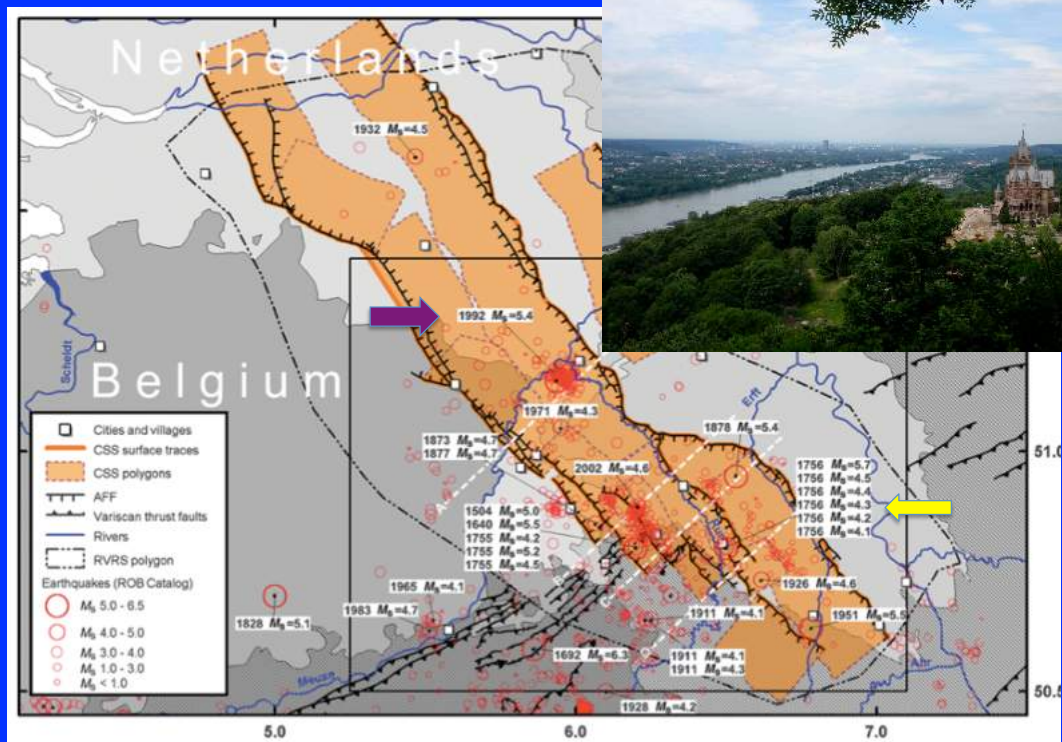 Netherlands
1932 Ms=4.5
1992 Ms=5.4
Belgium
Scheldt
Erft
1971 Ms=4.3
1878 Ms=5.4
1873 Ms=4.7
1877 Ms=4.7
2002 Ms=4.6
51.0
1756 Ms=5.7
1756 Ms=4.5
1756 Ms=4.4
1756 Ms=4.3
1756 Ms=4.2
1756 Ms=4.1
1504 Ms=5.0
1640 Ms=5.5
1755 Ms=4.2
1755 Ms=5.2
1755 Ms=4.5
1965 Ms=4.1
1983 Ms=4.7
1828 Ms=5.1
1926 Ms=4.6
1911 Ms=4.1
1951 Ms=5.5
1692 Ms=6.3
1911 Ms=4.1
1911 Ms=4.3
Ahr
Meuse
1928 Ms=4.2
50.5
Cities and villages
CSS surface traces
CSS polygons
AFF
Variscan thrust faults
Rivers
RVRS polygon
Earthquakes (ROB Catalog)
Ms 5.0 - 6.5
Ms 4.0 - 5.0
Ms 3.0 - 4.0
Ms 1.0 - 3.0
Ms < 1.0
5.0
6.0
7.0